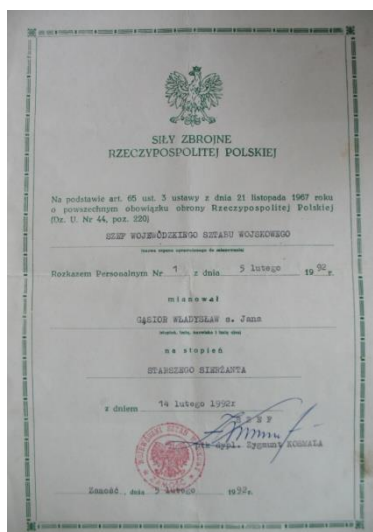 SIŁY ZBROJNE
RZECZYPOSPOLITEJ POLSKIEJ
Na podstawie art. 65 ust. 3 ustawy z dnia 21 listopada 1967 roku
o powszechnym obowiązku obrony Rzeczypospolitej Polskiej
(Dz. U. Nr 44, poz. 220)
SZEF WOJEWÓDZKIEGO SZTABU WOJSKOWEGO
Rozkazem Personalnym Nr 1 z dnia 5 lutego 1992 r.
mianował
GĄSIOR WŁADYSŁAW s. Jana
na stopień
STARSZEGO SIERŻANTA
z dniem 14 lutego 1992r
SZEF
dypl. Zygmunt
Zamość, dnia 5 lutego 1992r.